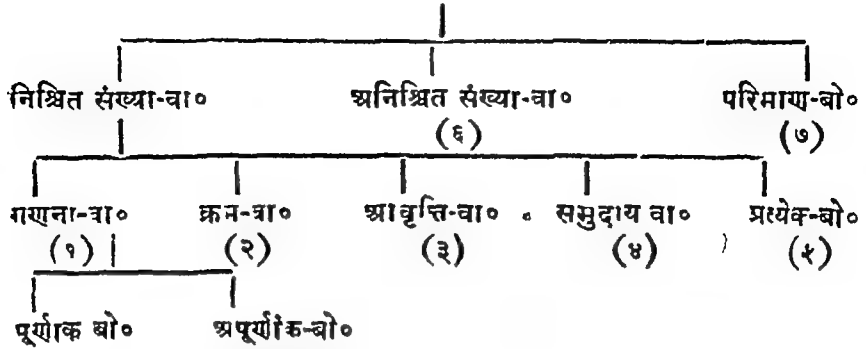 निश्चित संख्या-वा० अनिश्चित संख्या-वा० परिमाण-बो०
(६) (७)
गणना-वा० क्रम-वा० आवृत्ति-वा० समुदाय वा० प्रत्येक-बो०
(१) (२) (३) (४) (५)
पूर्णांक बो० अपूर्णांक-बो०